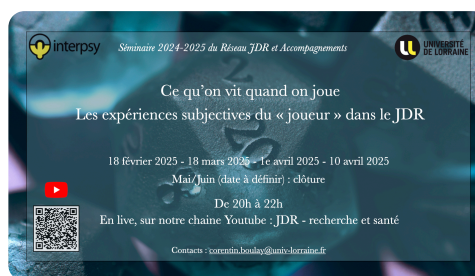 interpsy
Séminaire 2024-2025 du Réseau JDR et Accompagnements
UNIVERSITÉ
DE LORRAINE
Ce qu'on vit quand on joue
Les expériences subjectives du « joueur » dans le JDR
18 février 2025 - 18 mars 2025 - 1e avril 2025 - 10 avril 2025
Mai/Juin (date à définir) : clôture
De 20h à 22h
En live, sur notre chaine Youtube : JDR - recherche et santé
Contacts : corentin.boulay@univ-lorraine.fr